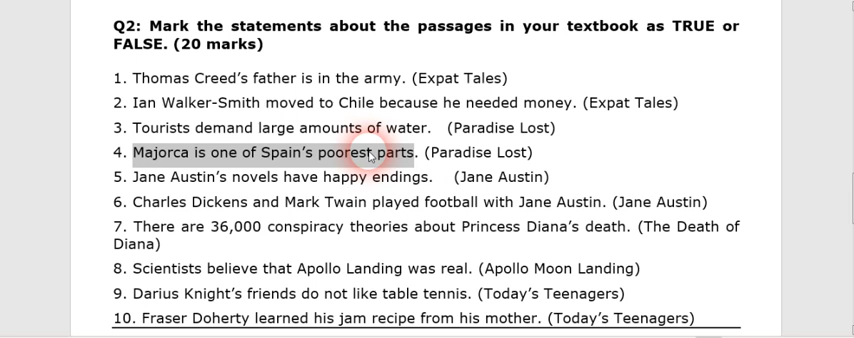 Q2: Mark the statements about the passages in your textbook as TRUE or
FALSE. (20 marks)
1. Thomas Creed’s father is in the army. (Expat Tales)
2. Ian Walker-Smith moved to Chile because he needed money. (Expat Tales)
3. Tourists demand large amounts of water. (Paradise Lost)
4. Majorca is one of Spain’s poorest parts. (Paradise Lost)
5. Jane Austin’s novels have happy endings. (Jane Austin)
6. Charles Dickens and Mark Twain played football with Jane Austin. (Jane Austin)
7. There are 36,000 conspiracy theories about Princess Diana’s death. (The Death of
Diana)
8. Scientists believe that Apollo Landing was real. (Apollo Moon Landing)
9. Darius Knight’s friends do not like table tennis. (Today’s Teenagers)
10. Fraser Doherty learned his jam recipe from his mother. (Today’s Teenagers)